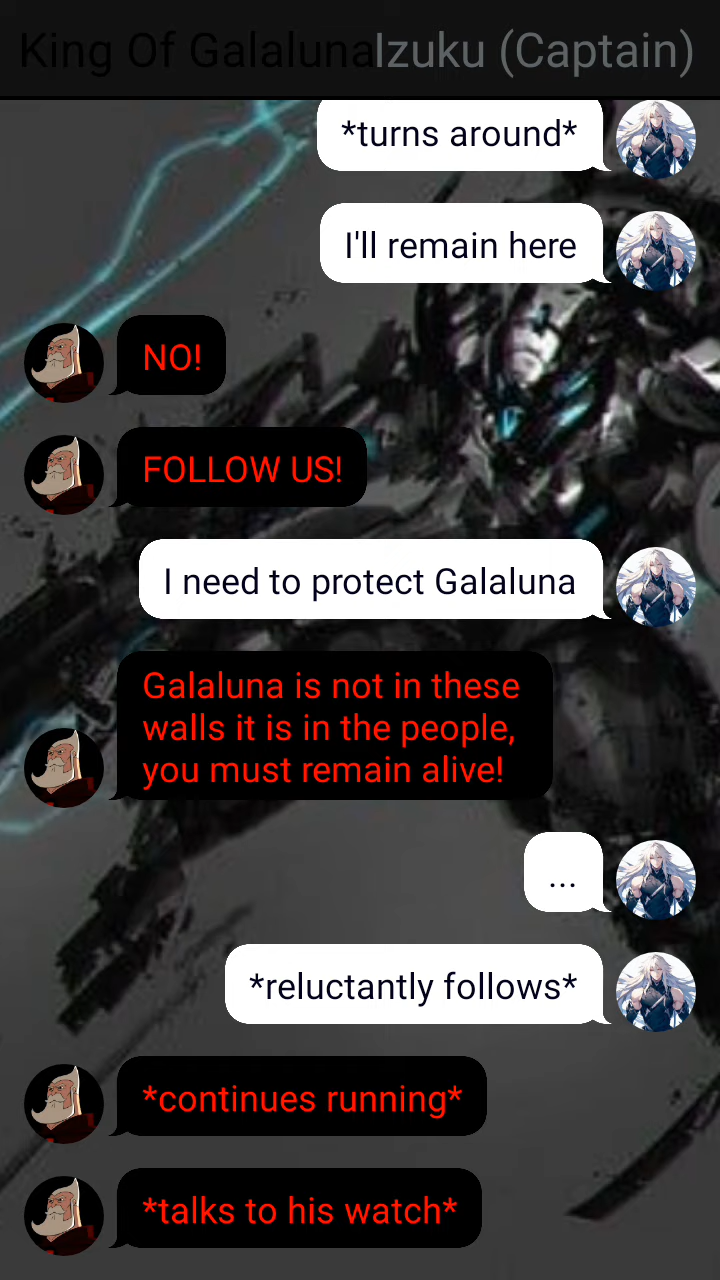 King Of GalalunaIzuku (Captain)
*turns around*
I'll remain here
NO!
FOLLOW US!
I need to protect Galaluna
Galaluna is not in these
walls it is in the people,
you must remain alive!
...
*reluctantly follows*
*continues running*
*talks to his watch*